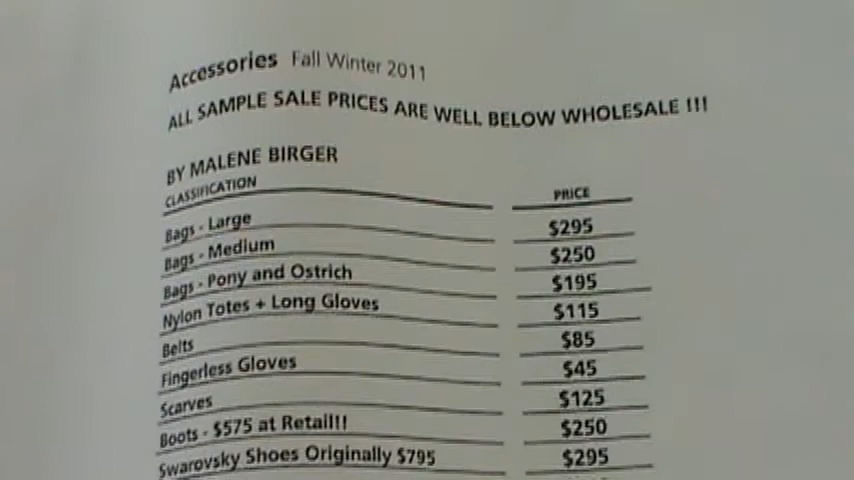 Accessories Fall Winter 2011
ALL SAMPLE SALE PRICES ARE WELL BELOW WHOLESALE !!!
BY MALENE BIRGER
CLASSIFICATION PRICE
Bags - Large $295
Bags - Medium $250
Bags - Pony and Ostrich $195
Nylon Totes + Long Gloves $115
Belts $85
Fingerless Gloves $45
Scarves $125
Boots - $575 at Retail!! $250
Swarovsky Shoes Originally $795 $295